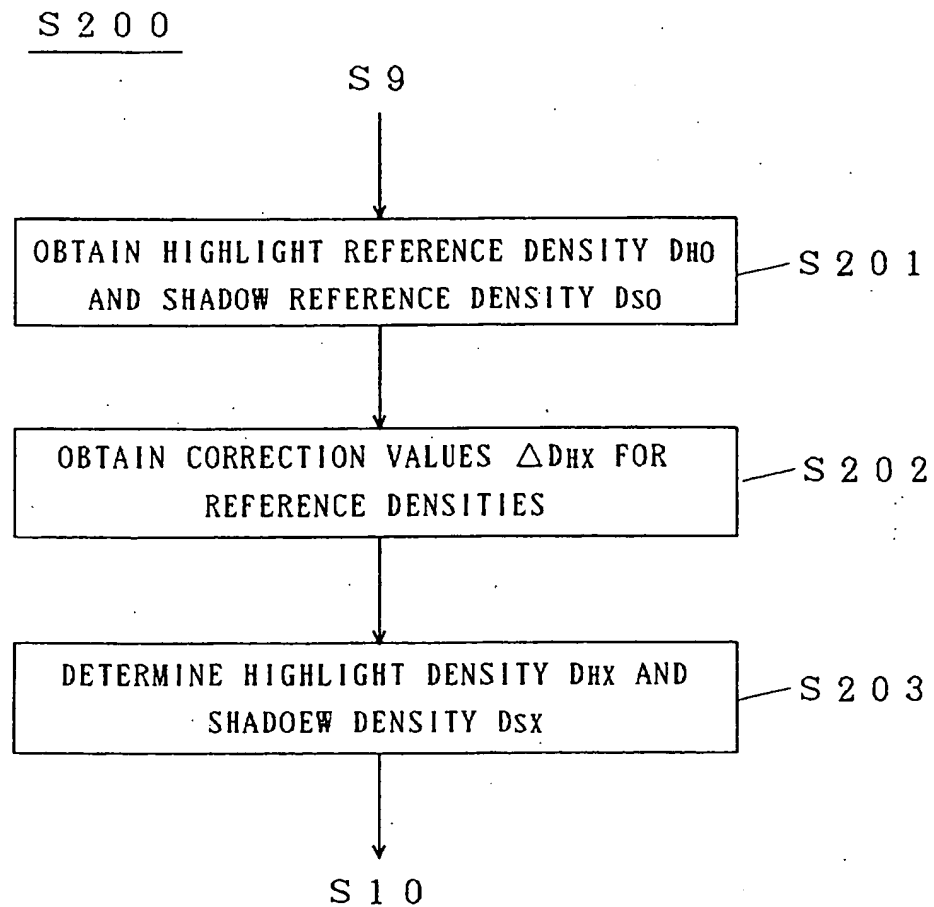 S200
S9
OBTAIN HIGHLIGHT REFERENCE DENSITY DHO
AND SHADOW REFERENCE DENSITY DSO
S201
OBTAIN CORRECTION VALUES △DHX FOR
REFERENCE DENSITIES
S202
DETERMINE HIGHLIGHT DENSITY DHX AND
SHADOEW DENSITY DSX
S203
S10